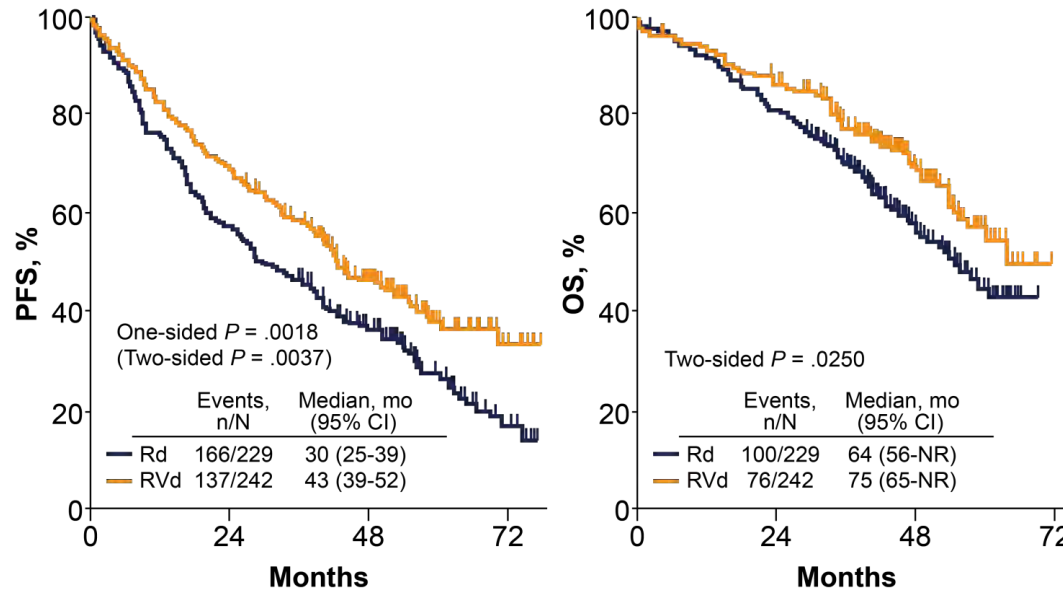 100
80
60
40
20
0
PFS, %
One-sided P = .0018
(Two-sided P = .0037)
Events, n/N
Median, mo (95% CI)
Rd 166/229 30 (25-39)
RVd 137/242 43 (39-52)
0 24 48 72
Months
100
80
60
40
20
0
OS, %
Two-sided P = .0250
Events, n/N
Median, mo (95% CI)
Rd 100/229 64 (56-NR)
RVd 76/242 75 (65-NR)
0 24 48 72
Months